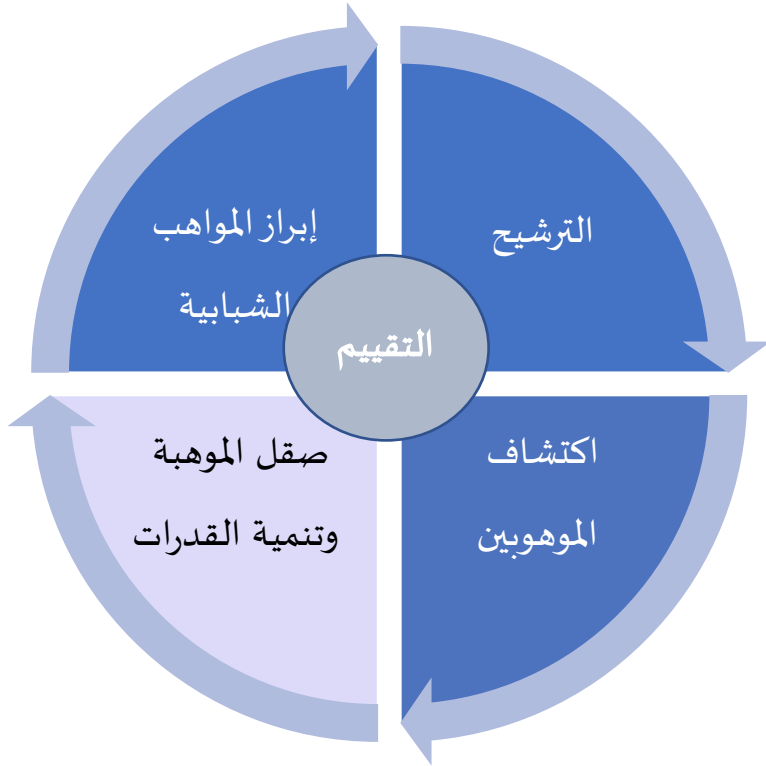 الترشيح
إبراز المواهب
الشبابية
التقييم
اكتشاف
الموهوبين
صقل الموهبة
وتنمية القدرات